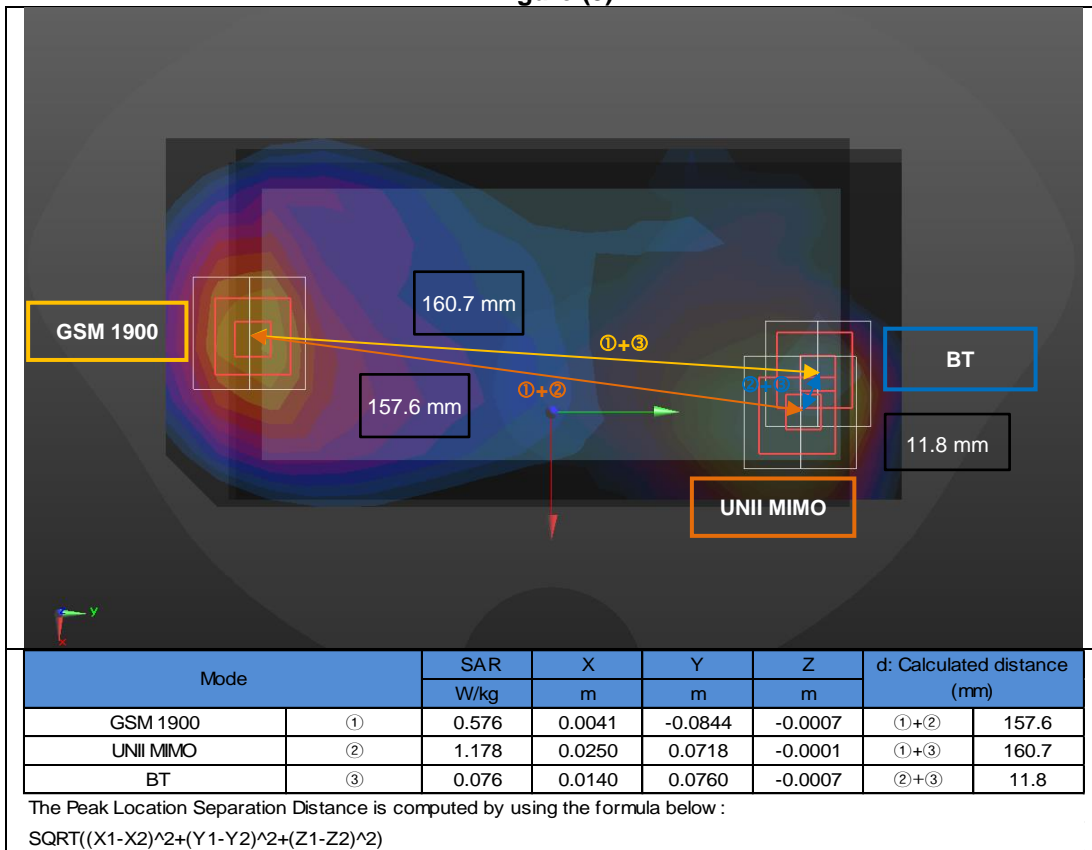 160.7 mm
GSM 1900
①+③
BT
①+②
②+③
157.6 mm
11.8 mm
UNII MIMO
y
x
Mode SAR X Y Z d: Calculated distance (mm)
W/kg m m m
GSM 1900 ① 0.576 0.0041 -0.0844 -0.0007 ①+② 157.6
UNII MIMO ② 1.178 0.0250 0.0718 -0.0001 ①+③ 160.7
BT ③ 0.076 0.0140 0.0760 -0.0007 ②+③ 11.8
The Peak Location Separation Distance is computed by using the formula below :
SQRT((X1-X2)^2+(Y1-Y2)^2+(Z1-Z2)^2)